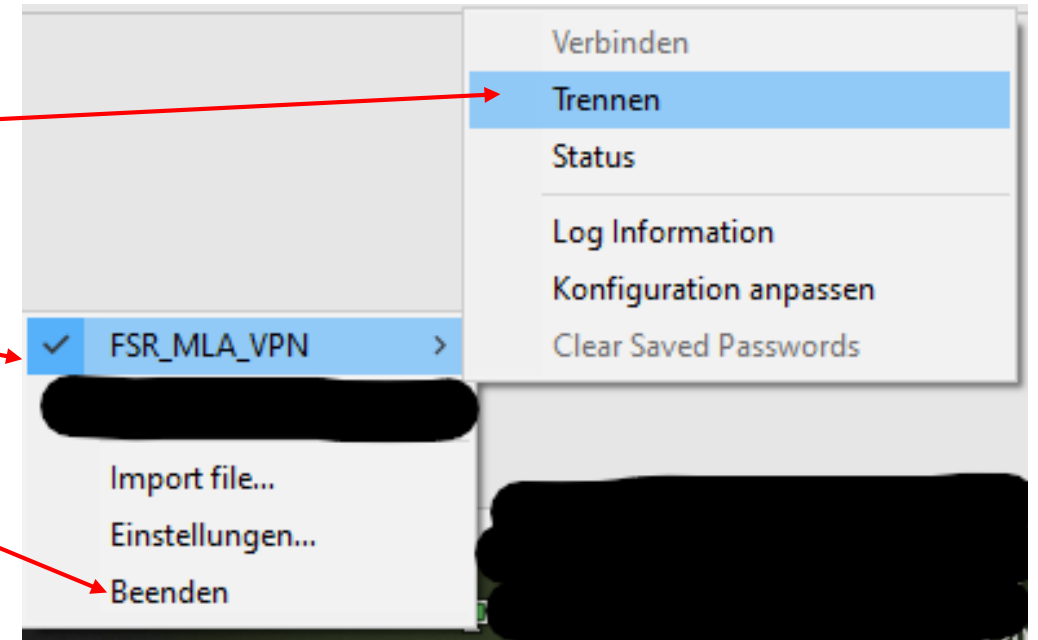 Verbinden
Trennen
Status
Log Information
Konfiguration anpassen
Clear Saved Passwords
FSR_MLA_VPN
Import file...
Einstellungen...
Beenden